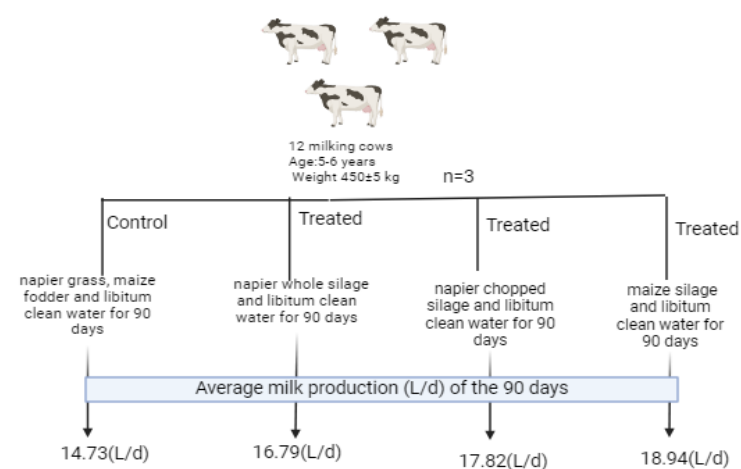 12 milking cows
Age:5-6 years
Weight 450±5 kg
n=3
Control
Treated
Treated
Treated
napier grass, maize
fodder and libitum
clean water for 90
days
napier whole silage
and libitum clean
water for 90 days
napier chopped
silage and libitum
clean water for 90
days
maize silage
and libitum
clean water for
90 days
Average milk production (L/d) of the 90 days
14.73(L/d)
16.79(L/d)
17.82(L/d)
18.94(L/d)